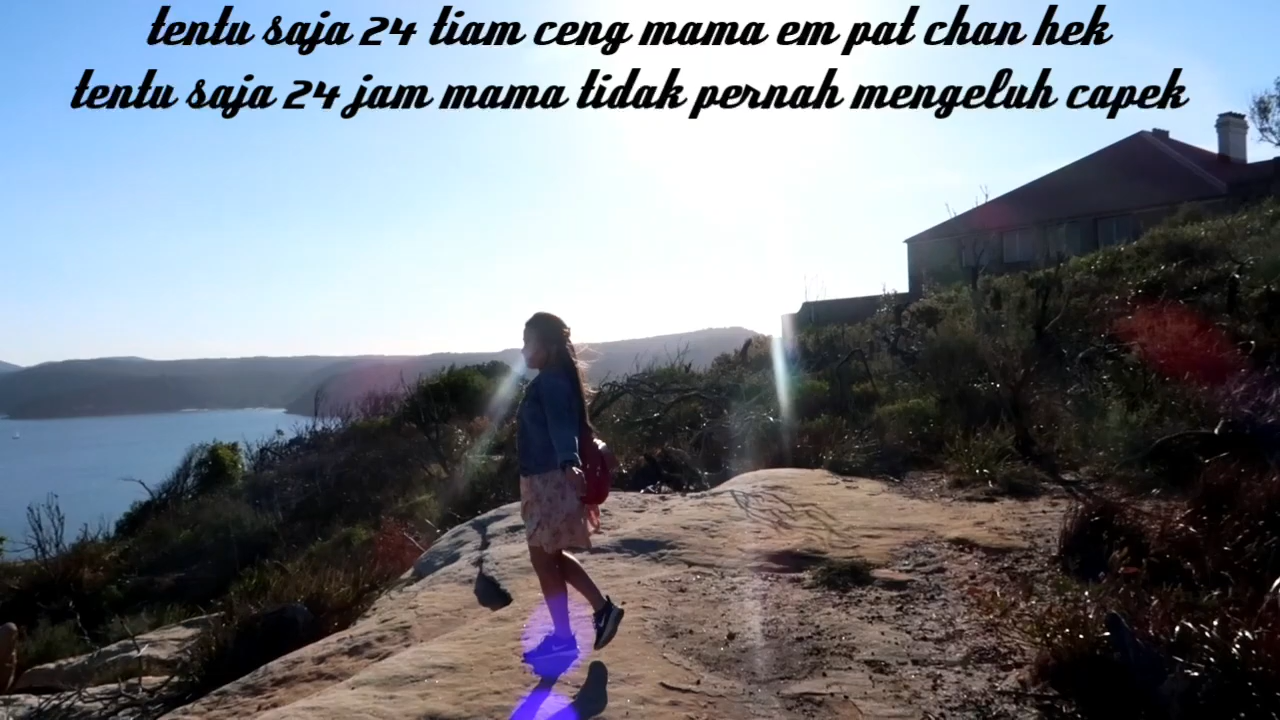 tentu saja 24 tiam ceng mama em pat chan hek
tentu saja 24 jam mama tidak pernah mengeluh capek